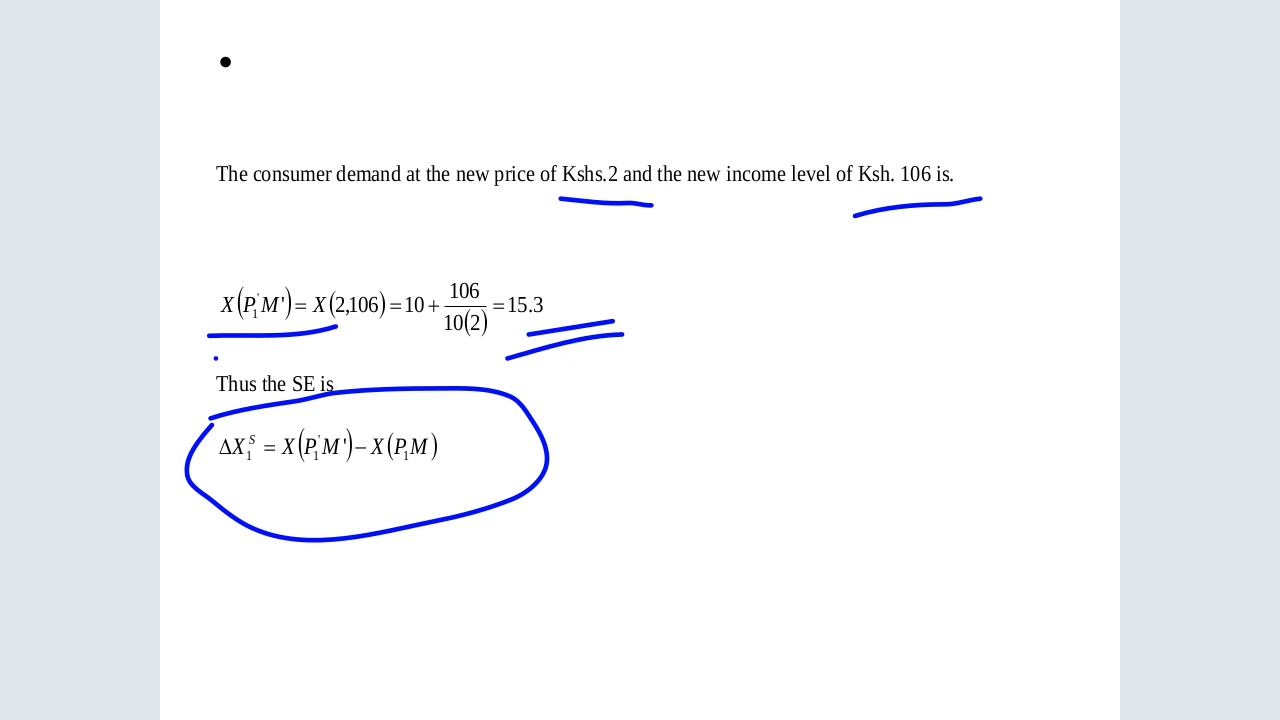 •
The consumer demand at the new price of Kshs.2 and the new income level of Ksh. 106 is.
X(P₁'M') = X(2,106) = 10 + 106/10(2) = 15.3
Thus the SE is
ΔX₁ˢ = X(P₁'M') − X(P₁M)